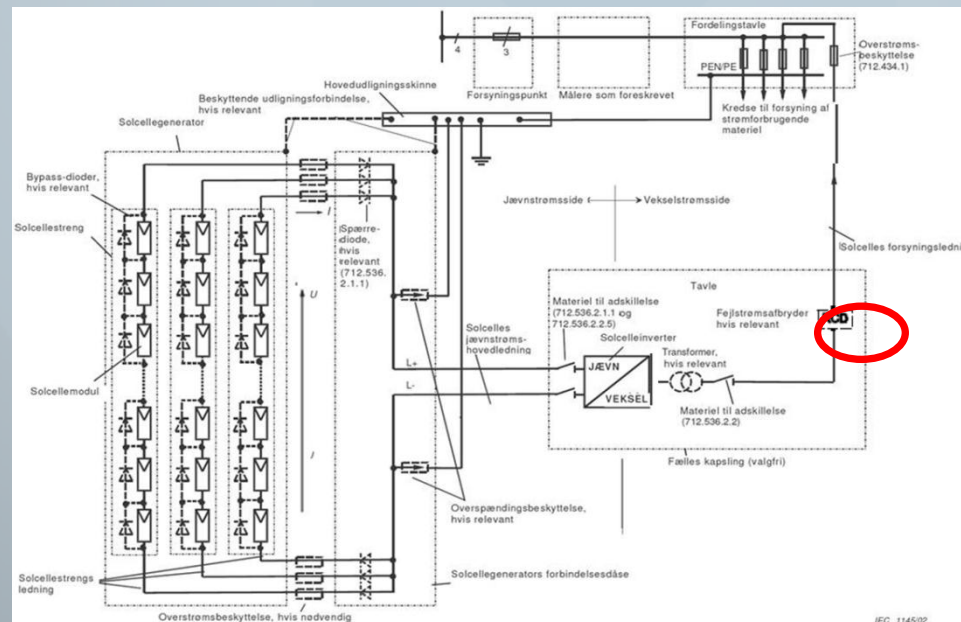 Fordelingstavle
4
3
PEN/PE
Overstrøms-
beskyttelse
(712.434.1)
Hovedudligningsskinne
Forsyningspunkt
Målere som foreskrevet
Kredse til forsyning af
strømforbrugende
materiel
Beskyttende udligningsforbindelse,
hvis relevant
Solcellegenerator
Bypass-dioder,
hvis relevant
Solcellestreng
I
Spærre-
diode,
hvis
relevant
(712.536.
2.1.1)
Jævnstrømsside
Vekselstrømsside
Solcelles forsyningsledni
Tavle
U
Materiel til adskillelse
(712.536.2.1.1 og
712.536.2.2.5)
Fejlstrømsafbryder
hvis relevant
RCD
Solcelles
jævnstrøms-
hovedledning
Solcelleinverter
Transformer,
hvis relevant
L+
JÆVN
Solcellemodul
L-
VEKSEL
Materiel til adskillelse
(712.536.2.2)
I
Fælles kapsling (valgfri)
Overspændingsbeskyttelse,
hvis relevant
Solcellestrengs
ledning
Solcellegenerators forbindelsesdåse
Overstrømsbeskyttelse, hvis nødvendig
IEC 1145/02